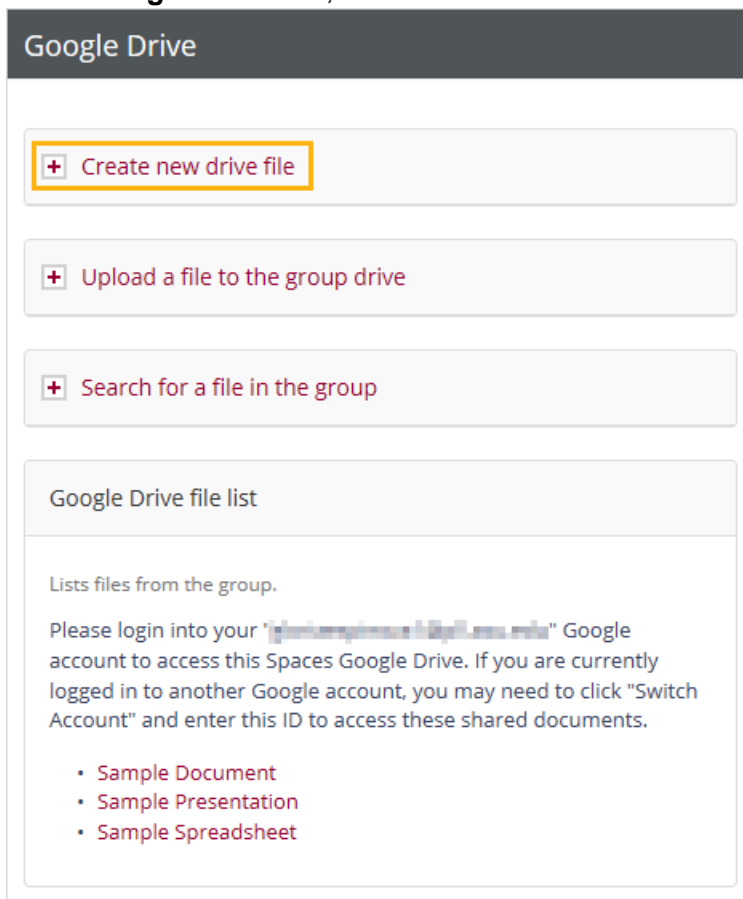 Google Drive
Create new drive file
Upload a file to the group drive
Search for a file in the group
Google Drive file list
Lists files from the group.
Please login into your "" Google
account to access this Spaces Google Drive. If you are currently
logged in to another Google account, you may need to click "Switch
Account" and enter this ID to access these shared documents.
• Sample Document
• Sample Presentation
• Sample Spreadsheet